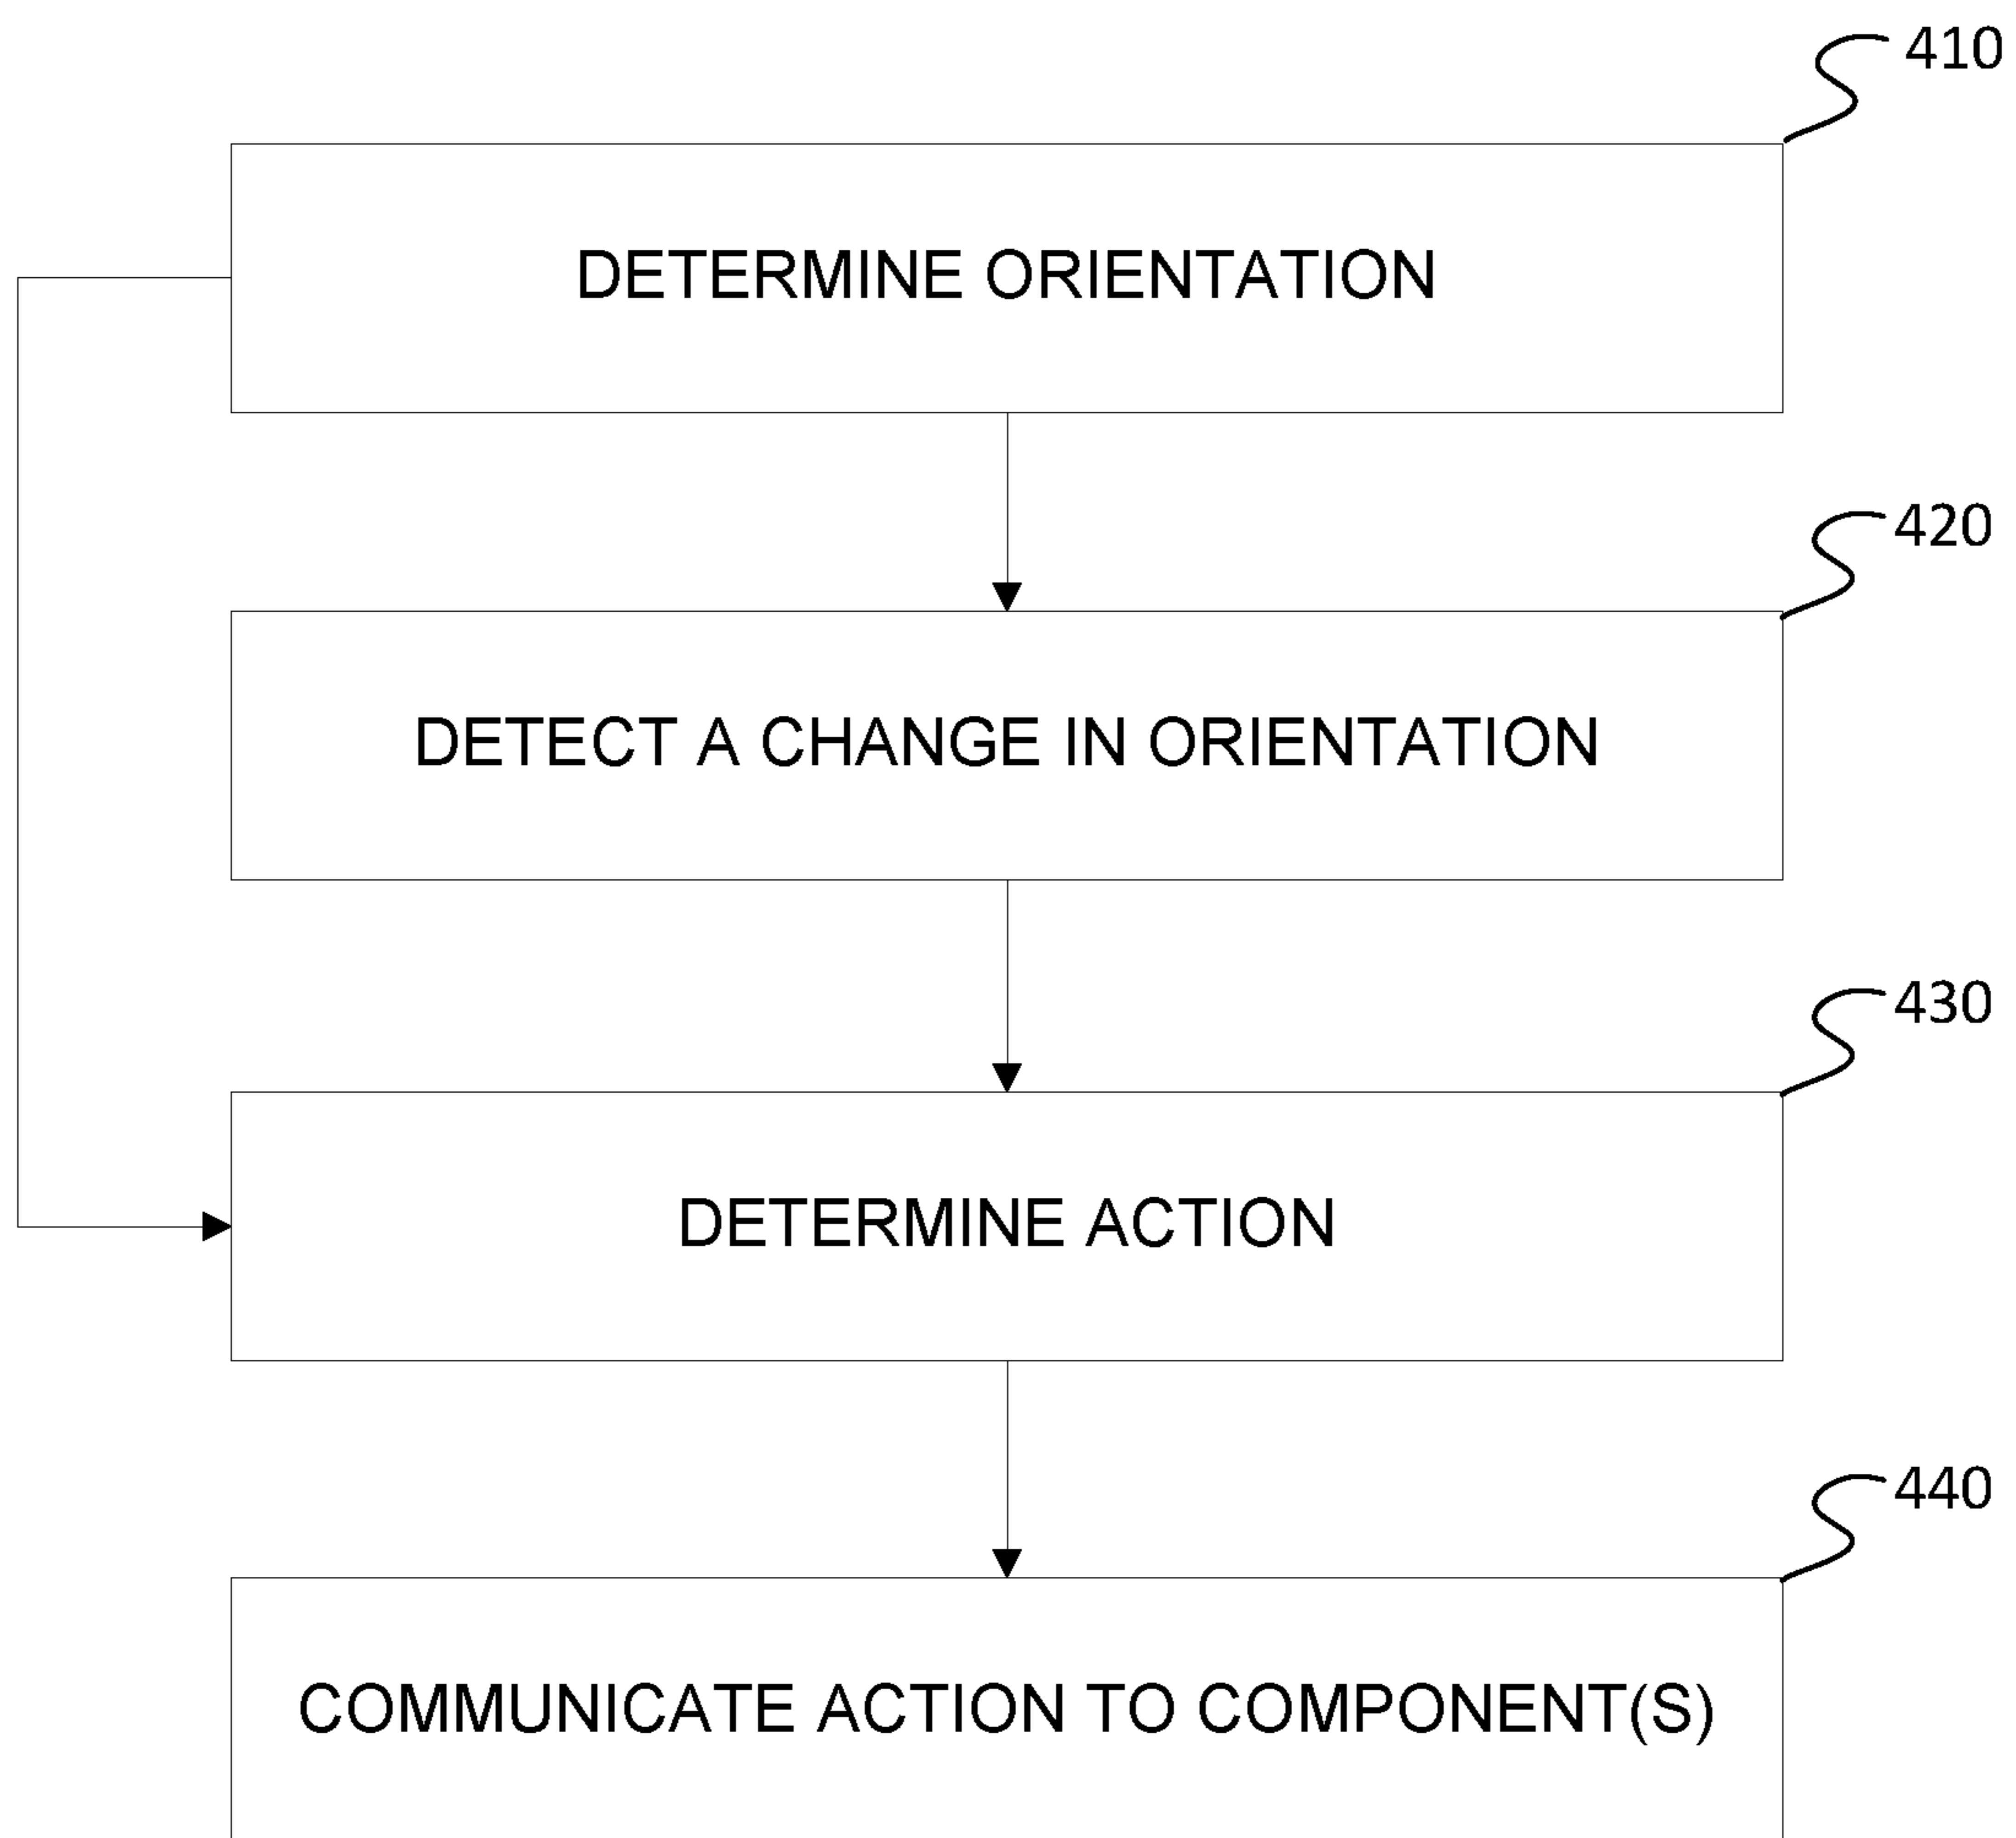 410
DETERMINE ORIENTATION
420
DETECT A CHANGE IN ORIENTATION
430
DETERMINE ACTION
440
COMMUNICATE ACTION TO COMPONENT(S)